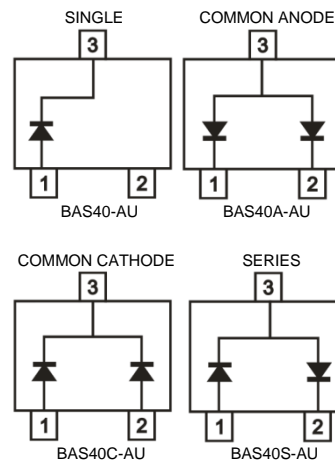 SINGLE
3
1 2
BAS40-AU
COMMON ANODE
3
1 2
BAS40A-AU
COMMON CATHODE
3
1 2
BAS40C-AU
SERIES
3
1 2
BAS40S-AU